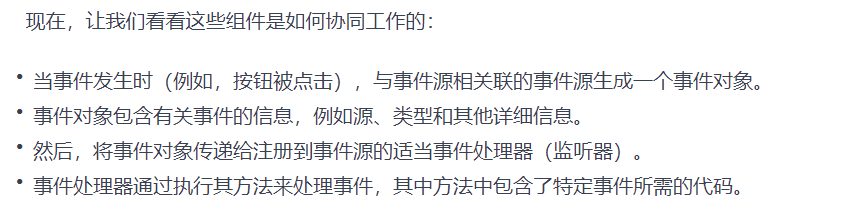 现在，让我们看看这些组件是如何协同工作的：
• 当事件发生时（例如，按钮被点击），与事件源相关联的事件源生成一个事件对象。
• 事件对象包含有关事件的信息，例如源、类型和其他详细信息。
• 然后，将事件对象传递给注册到事件源的适当事件处理器（监听器）。
• 事件处理器通过执行其方法来处理事件，其中方法中包含了特定事件所需的代码。